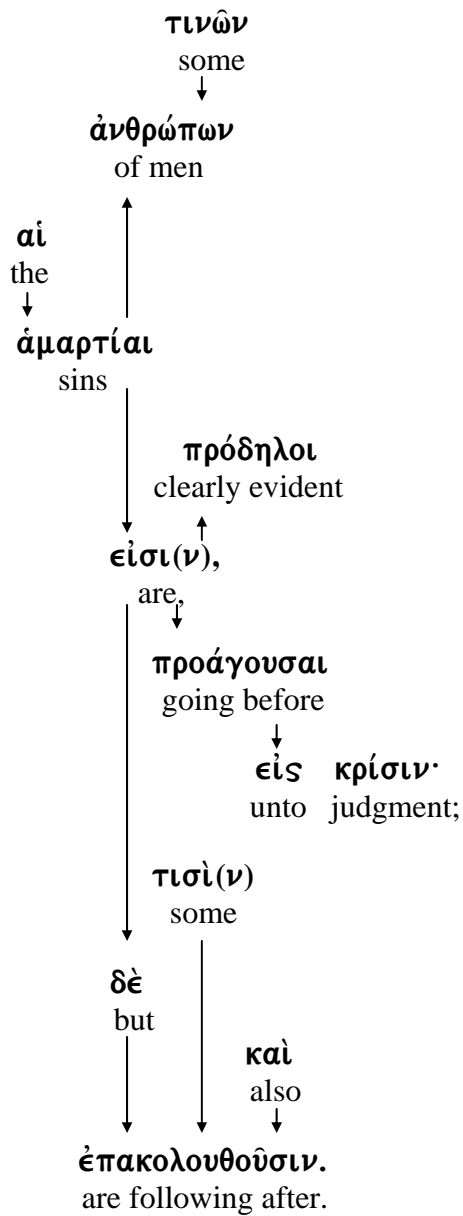 τινῶν
some
ἀνθρώπων
of men
αἱ
the
ἁμαρτίαι
sins
πρόδηλοι
clearly evident
εἰσι(ν),
are,
προάγουσαι
going before
εἰς κρίσιν·
unto judgment;
τισὶ(ν)
some
δὲ
but
καὶ
also
ἐπακολουθοῦσιν.
are following after.